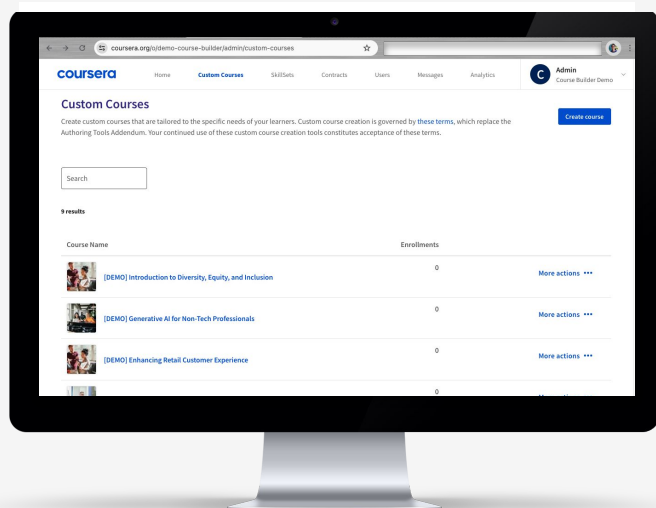 coursera.org/o/demo-course-builder/admin/custom-courses
coursera Home Custom Courses SkillSets Contracts Users Messages Analytics C Admin
Course Builder Demo
Custom Courses
Create custom courses that are tailored to the specific needs of your learners. Custom course creation is governed by these terms, which replace the
Authoring Tools Addendum. Your continued use of these custom course creation tools constitutes acceptance of these terms.
Create course
Search
9 results
Course Name Enrollments
[DEMO] Introduction to Diversity, Equity, and Inclusion 0 More actions •••
[DEMO] Generative AI for Non-Tech Professionals 0 More actions •••
[DEMO] Enhancing Retail Customer Experience 0 More actions •••
0